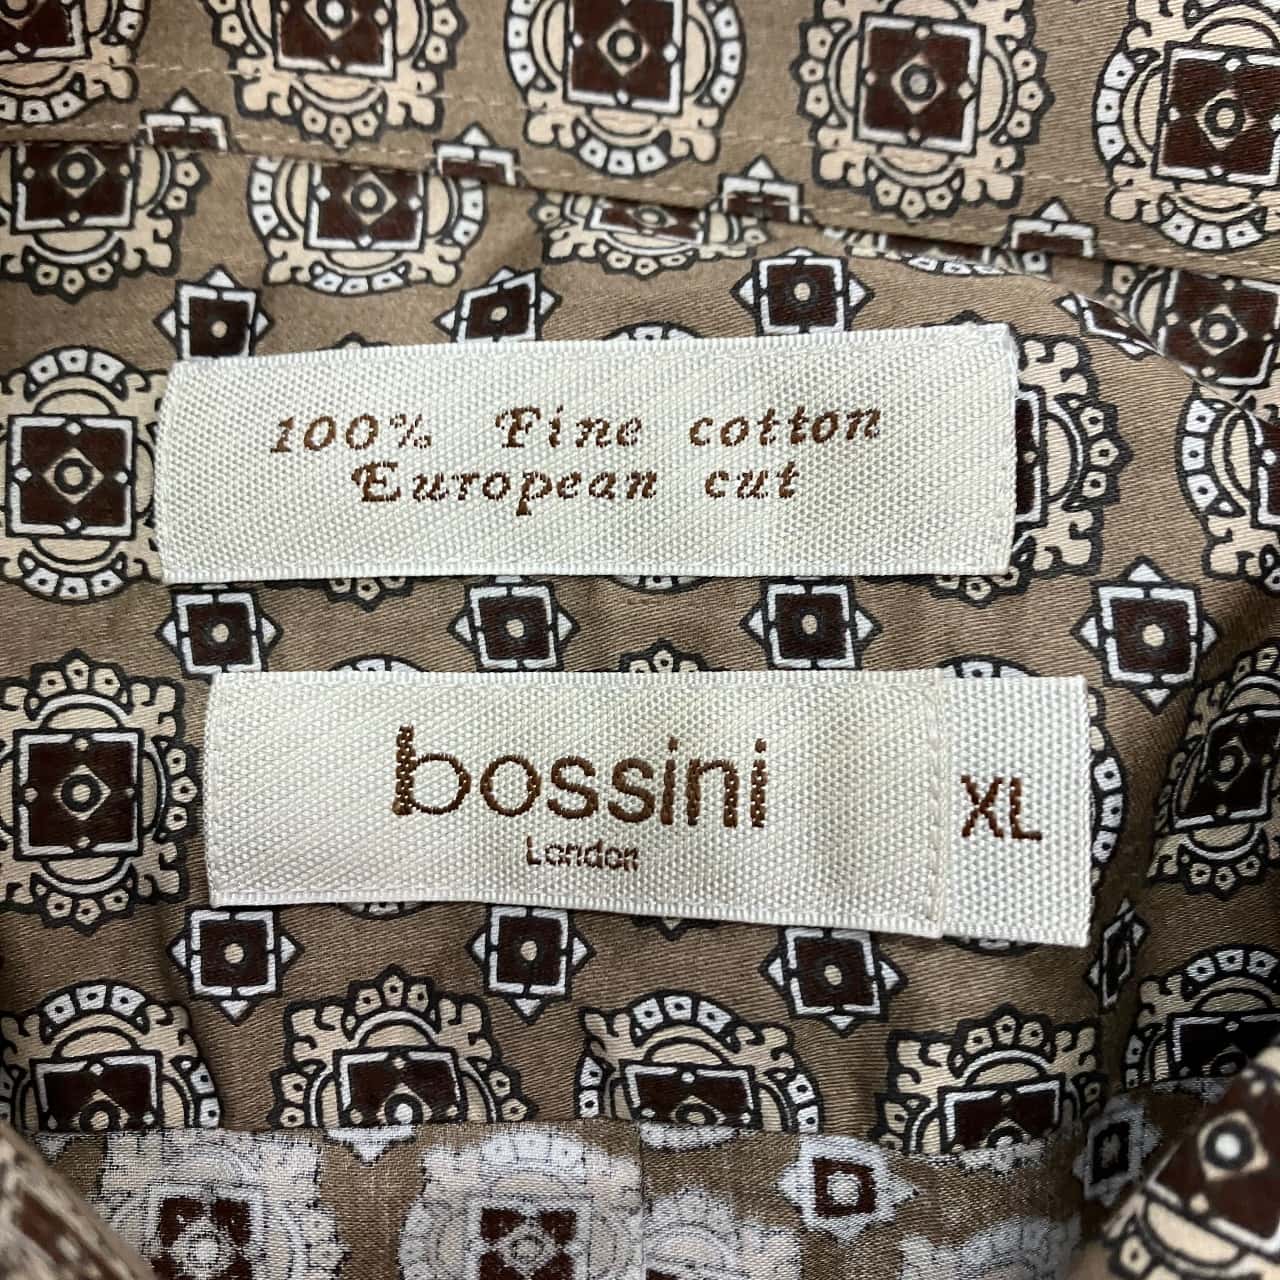 100% Fine cotton
European cut
bossini
London
XL